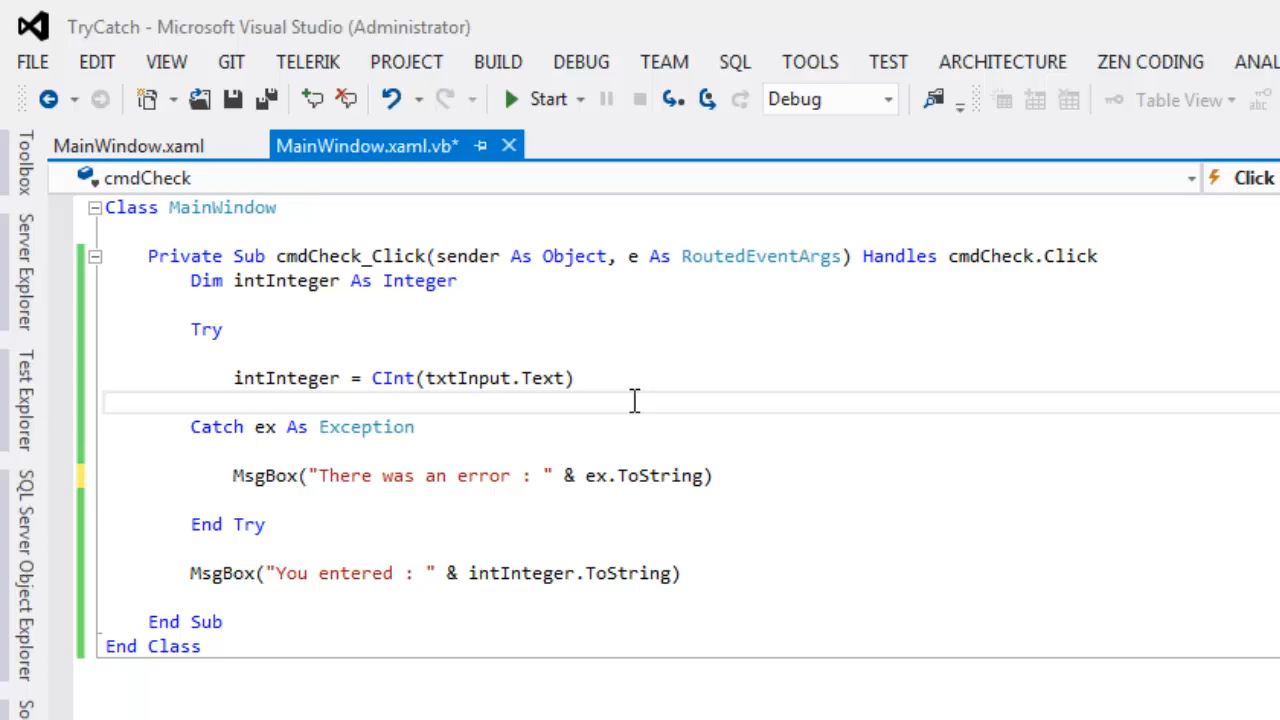 TryCatch - Microsoft Visual Studio (Administrator)
FILE EDIT VIEW GIT TELERIK PROJECT BUILD DEBUG TEAM SQL TOOLS TEST ARCHITECTURE ZEN CODING ANAL
Start Debug Table View abc
MainWindow.xaml MainWindow.xaml.vb*
cmdCheck Click
Class MainWindow
Private Sub cmdCheck_Click(sender As Object, e As RoutedEventArgs) Handles cmdCheck.Click
Dim intInteger As Integer
Try
intInteger = CInt(txtInput.Text)
Catch ex As Exception
MsgBox("There was an error : " & ex.ToString)
End Try
MsgBox("You entered : " & intInteger.ToString)
End Sub
End Class
Toolbox
Server Explorer
Test Explorer
SQL Server Object Explorer
So